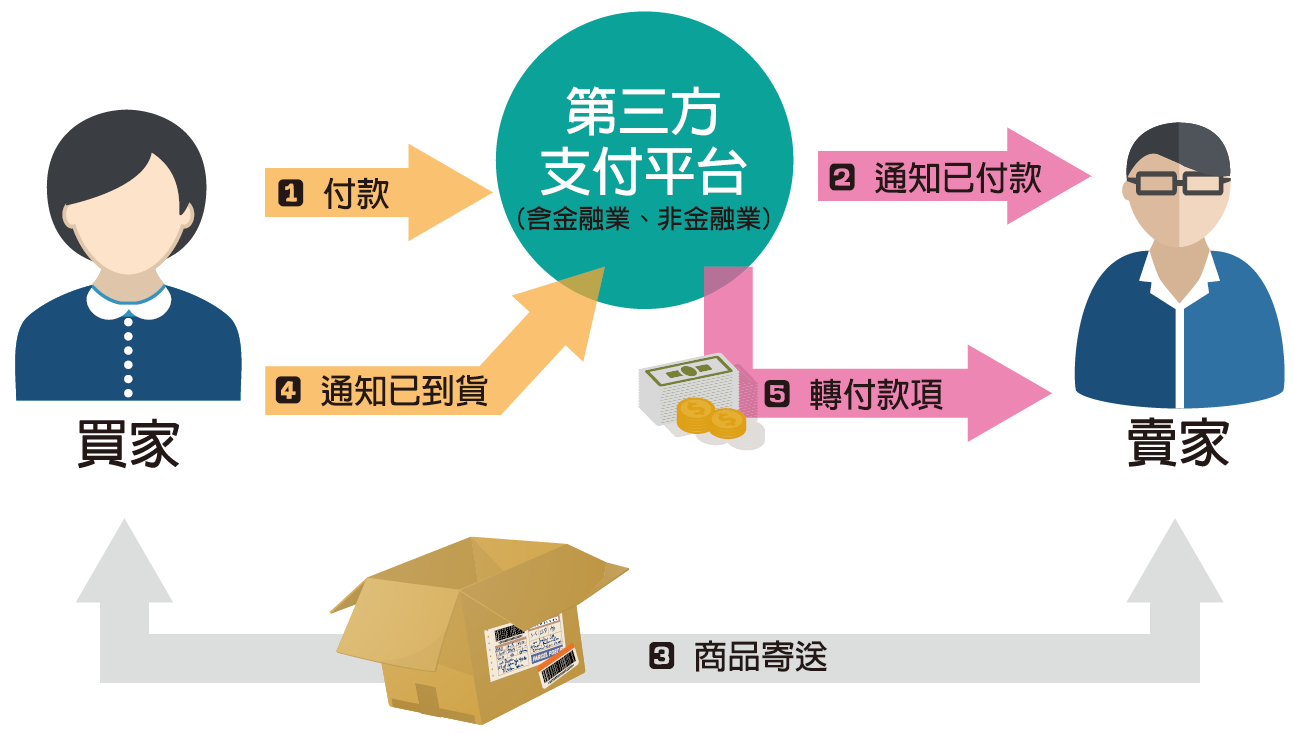 第三方
支付平台
（含金融業、非金融業）
1 付款
2 通知已付款
4 通知已到貨
5 轉付款項
買家
賣家
3 商品寄送
PARCEL POST